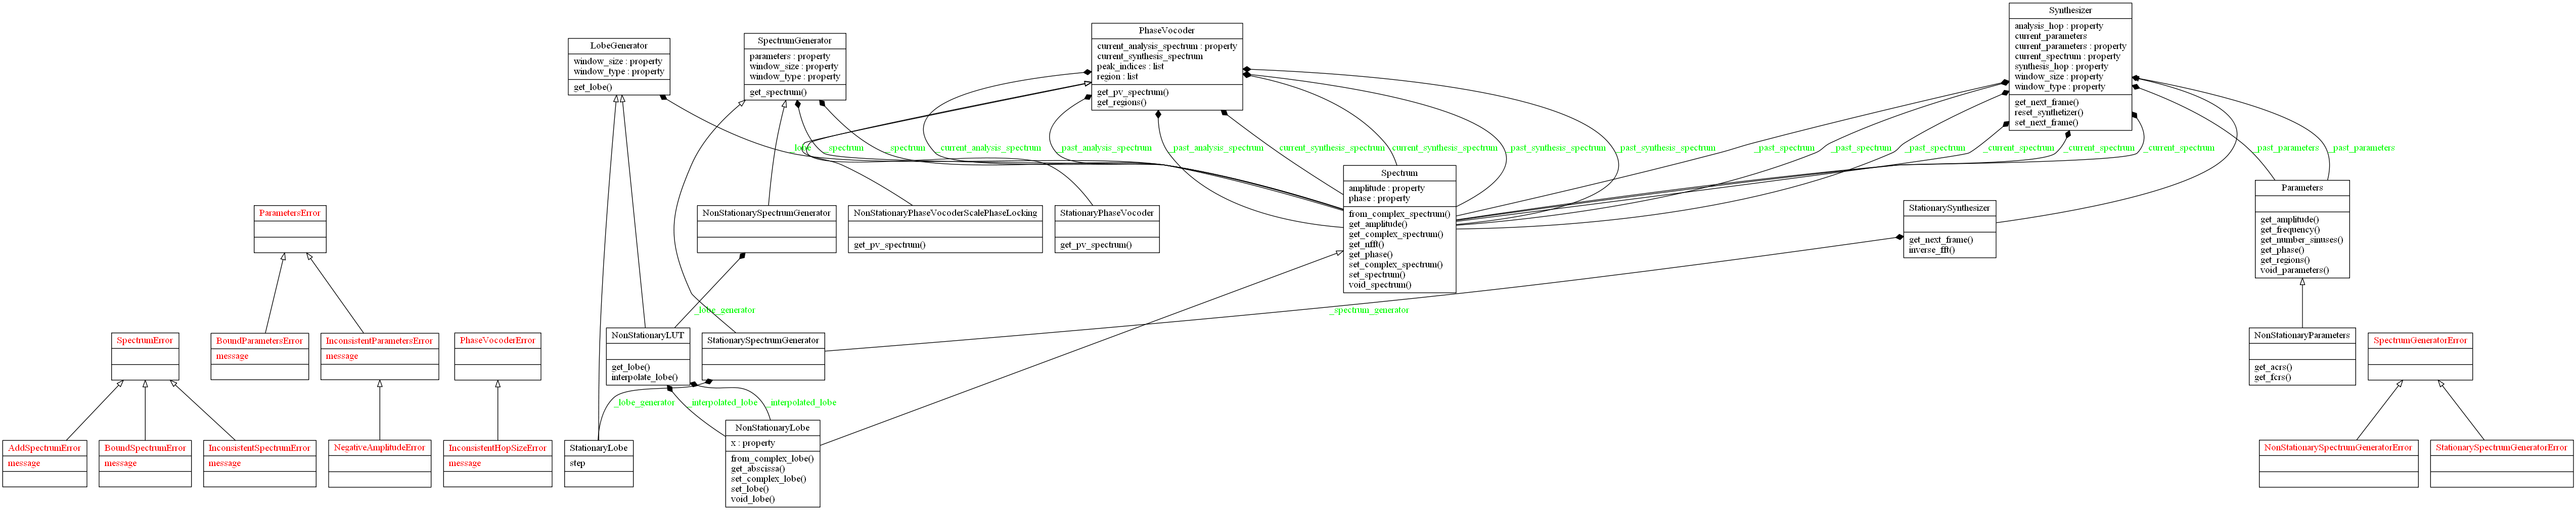 Synthesizer
analysis_hop : property
current_parameters
current_parameters : property
current_spectrum : property
synthesis_hop : property
window_size : property
window_type : property
get_next_frame()
reset_synthetizer()
set_next_frame()
PhaseVocoder
current_analysis_spectrum : property
current_synthesis_spectrum
peak_indices : list
region : list
get_pv_spectrum()
get_regions()
SpectrumGenerator
parameters : property
window_size : property
window_type : property
get_spectrum()
LobeGenerator
window_size : property
window_type : property
get_lobe()
_lobe
_spectrum
_spectrum
_current_analysis_spectrum
_past_analysis_spectrum
_past_analysis_spectrum
current_synthesis_spectrum
current_synthesis_spectrum
_past_synthesis_spectrum
_past_synthesis_spectrum
_past_spectrum
_past_spectrum
_past_spectrum
_current_spectrum
_current_spectrum
_current_spectrum
_past_parameters
_past_parameters
Spectrum
amplitude : property
phase : property
from_complex_spectrum()
get_amplitude()
get_complex_spectrum()
get_nfft()
get_phase()
set_complex_spectrum()
set_spectrum()
void_spectrum()
Parameters
get_amplitude()
get_frequency()
get_number_sinuses()
get_phase()
get_regions()
void_parameters()
StationarySynthesizer
get_next_frame()
inverse_fft()
ParametersError
NonStationarySpectrumGenerator
NonStationaryPhaseVocoderScalePhaseLocking
get_pv_spectrum()
StationaryPhaseVocoder
get_pv_spectrum()
_lobe_generator
_spectrum_generator
SpectrumError
BoundParametersError
message
InconsistentParametersError
message
PhaseVocoderError
NonStationaryLUT
get_lobe()
interpolate_lobe()
StationarySpectrumGenerator
NonStationaryParameters
get_acrs()
get_fcrs()
SpectrumGeneratorError
_lobe_generator
_interpolated_lobe
_interpolated_lobe
AddSpectrumError
message
BoundSpectrumError
message
InconsistentSpectrumError
message
NegativeAmplitudeError
InconsistentHopSizeError
message
StationaryLobe
step
NonStationaryLobe
x : property
from_complex_lobe()
get_abscissa()
set_complex_lobe()
set_lobe()
void_lobe()
NonStationarySpectrumGeneratorError
StationarySpectrumGeneratorError